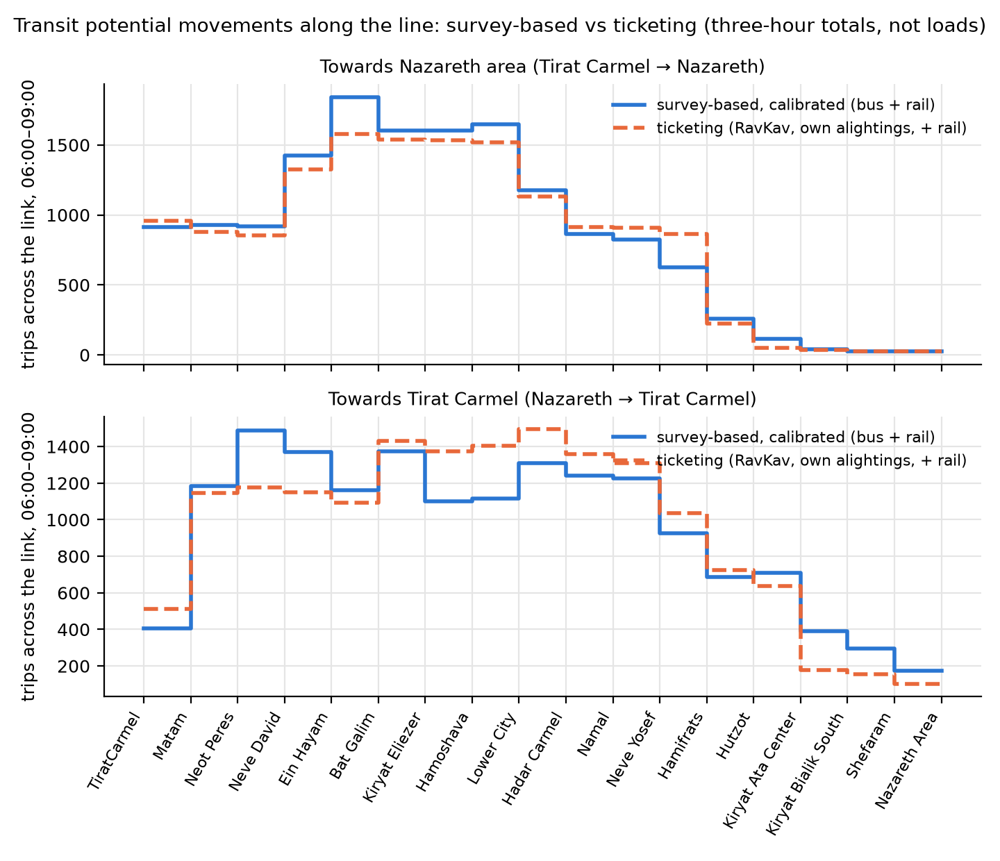 Transit potential movements along the line: survey-based vs ticketing (three-hour totals, not loads)
Towards Nazareth area (Tirat Carmel → Nazareth)
trips across the link, 06:00–09:00
1500
1000
500
0
survey-based, calibrated (bus + rail)
ticketing (RavKav, own alightings, + rail)
Towards Tirat Carmel (Nazareth → Tirat Carmel)
trips across the link, 06:00–09:00
1400
1200
1000
800
600
400
200
survey-based, calibrated (bus + rail)
ticketing (RavKav, own alightings, + rail)
TiratCarmel
Matam
Neot Peres
Neve David
Ein Hayam
Bat Galim
Kiryat Eliezer
Hamoshava
Lower City
Hadar Carmel
Namal
Neve Yosef
Hamifrats
Hutzot
Kiryat Ata Center
Kiryat Bialik South
Shefaram
Nazareth Area